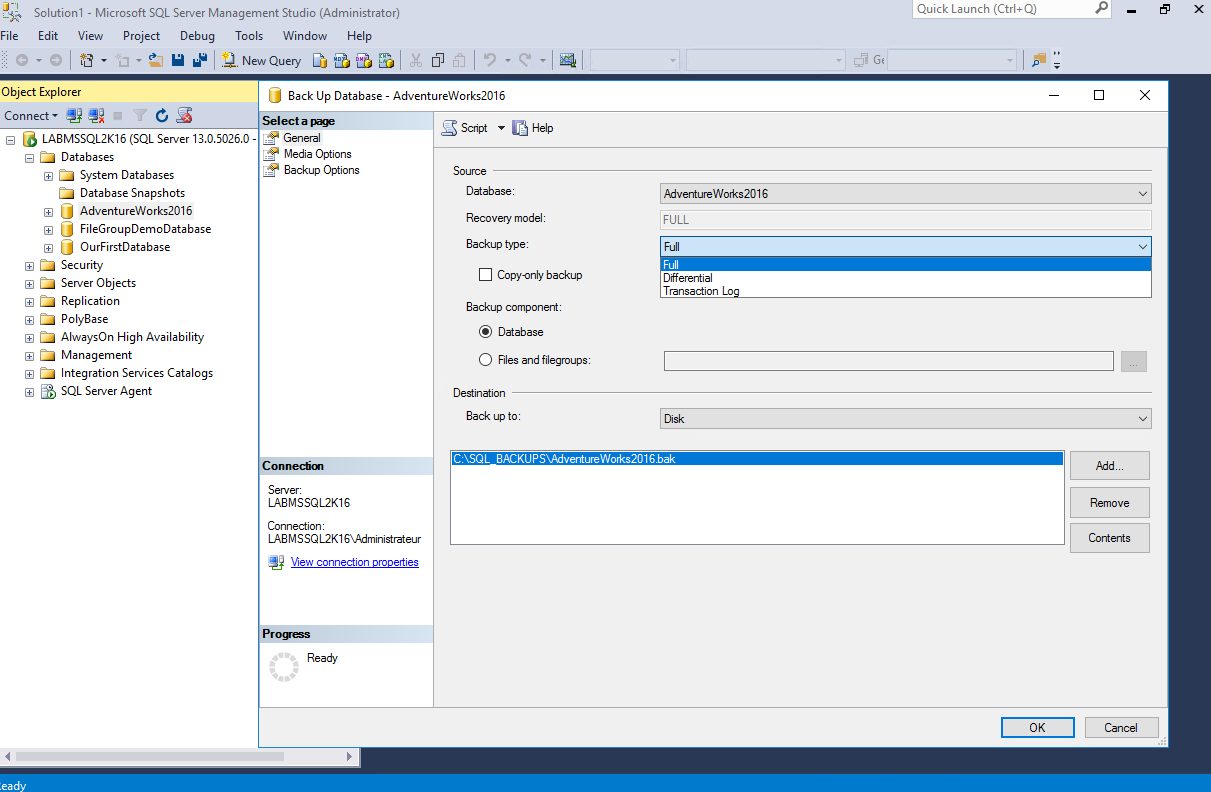 Solution1 - Microsoft SQL Server Management Studio (Administrator)
Quick Launch (Ctrl+Q)
File Edit View Project Debug Tools Window Help
New Query
Ge
Object Explorer
Connect
LABMSSQL2K16 (SQL Server 13.0.5026.0 -
Databases
System Databases
Database Snapshots
AdventureWorks2016
FileGroupDemoDatabase
OurFirstDatabase
Security
Server Objects
Replication
PolyBase
AlwaysOn High Availability
Management
Integration Services Catalogs
SQL Server Agent
Back Up Database - AdventureWorks2016
Select a page
General
Media Options
Backup Options
Connection
Server:
LABMSSQL2K16
Connection:
LABMSSQL2K16\Administrateur
View connection properties
Progress
Ready
Script Help
Source
Database: AdventureWorks2016
Recovery model: FULL
Backup type: Full
Full
Differential
Transaction Log
Copy-only backup
Backup component:
Database
Files and filegroups: ...
Destination
Back up to: Disk
C:\SQL_BACKUPS\AdventureWorks2016.bak
Add...
Remove
Contents
OK Cancel
eady